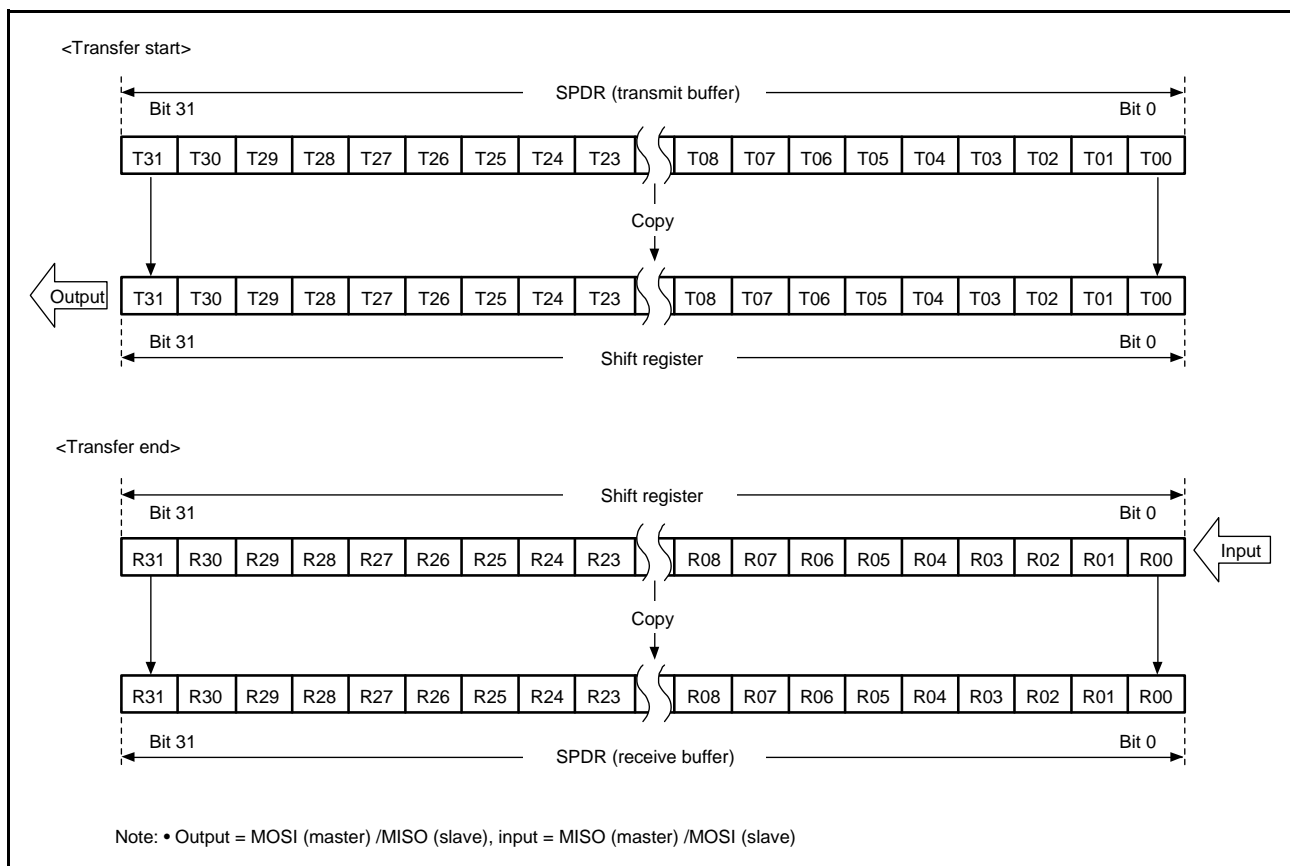 <Transfer start>
SPDR (transmit buffer)
Bit 31 Bit 0
T31 T30 T29 T28 T27 T26 T25 T24 T23 T08 T07 T06 T05 T04 T03 T02 T01 T00
Copy
Output T31 T30 T29 T28 T27 T26 T25 T24 T23 T08 T07 T06 T05 T04 T03 T02 T01 T00
Bit 31 Bit 0
Shift register
<Transfer end>
Shift register
Bit 31 Bit 0
R31 R30 R29 R28 R27 R26 R25 R24 R23 R08 R07 R06 R05 R04 R03 R02 R01 R00 Input
Copy
R31 R30 R29 R28 R27 R26 R25 R24 R23 R08 R07 R06 R05 R04 R03 R02 R01 R00
Bit 31 Bit 0
SPDR (receive buffer)
Note: • Output = MOSI (master) /MISO (slave), input = MISO (master) /MOSI (slave)